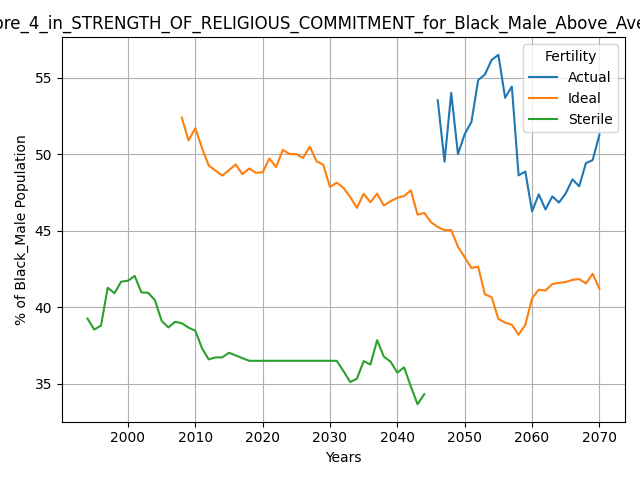 ore_4_in_STRENGTH_OF_RELIGIOUS_COMMITMENT_for_Black_Male_Above_Ave
Fertility
Actual
Ideal
Sterile
% of Black_Male Population
55
50
45
40
35
2000 2010 2020 2030 2040 2050 2060 2070
Years